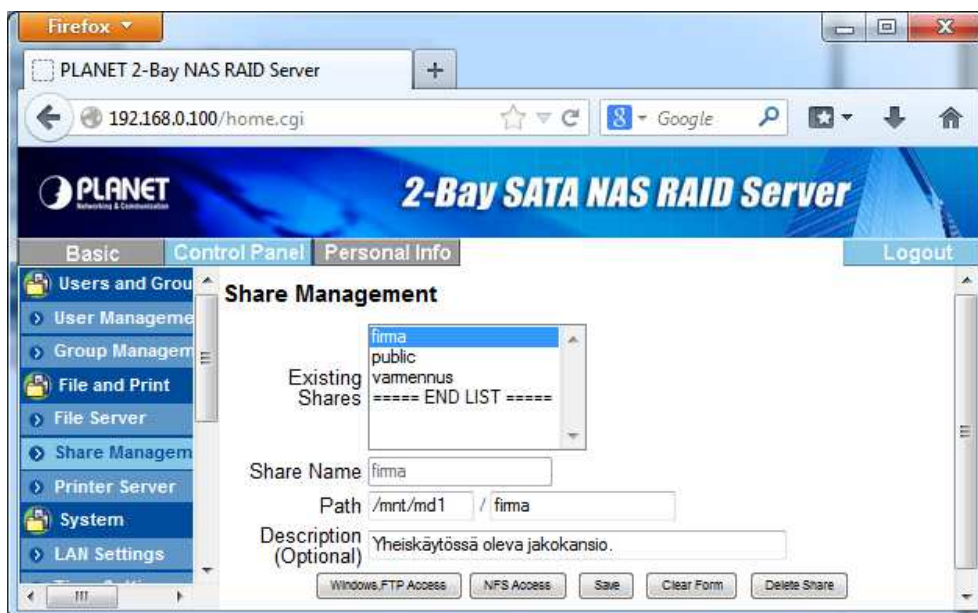 Firefox
PLANET 2-Bay NAS RAID Server
+
192.168.0.100/home.cgi
8 Google
PLANET
Networking & Communication
2-Bay SATA NAS RAID Server
Basic
Control Panel
Personal Info
Logout
Users and Grou
User Manageme
Group Managem
File and Print
File Server
Share Managem
Printer Server
System
LAN Settings
Share Management
Existing Shares
firma
public
varmennus
===== END LIST =====
Share Name firma
Path /mnt/md1 / firma
Description (Optional) Yheiskäytössä oleva jakokansio.
Windows,FTP Access NFS Access Save Clear Form Delete Share